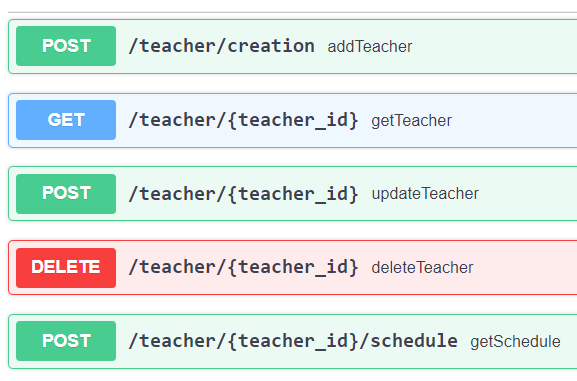 POST /teacher/creation addTeacher
GET /teacher/{teacher_id} getTeacher
POST /teacher/{teacher_id} updateTeacher
DELETE /teacher/{teacher_id} deleteTeacher
POST /teacher/{teacher_id}/schedule getSchedule